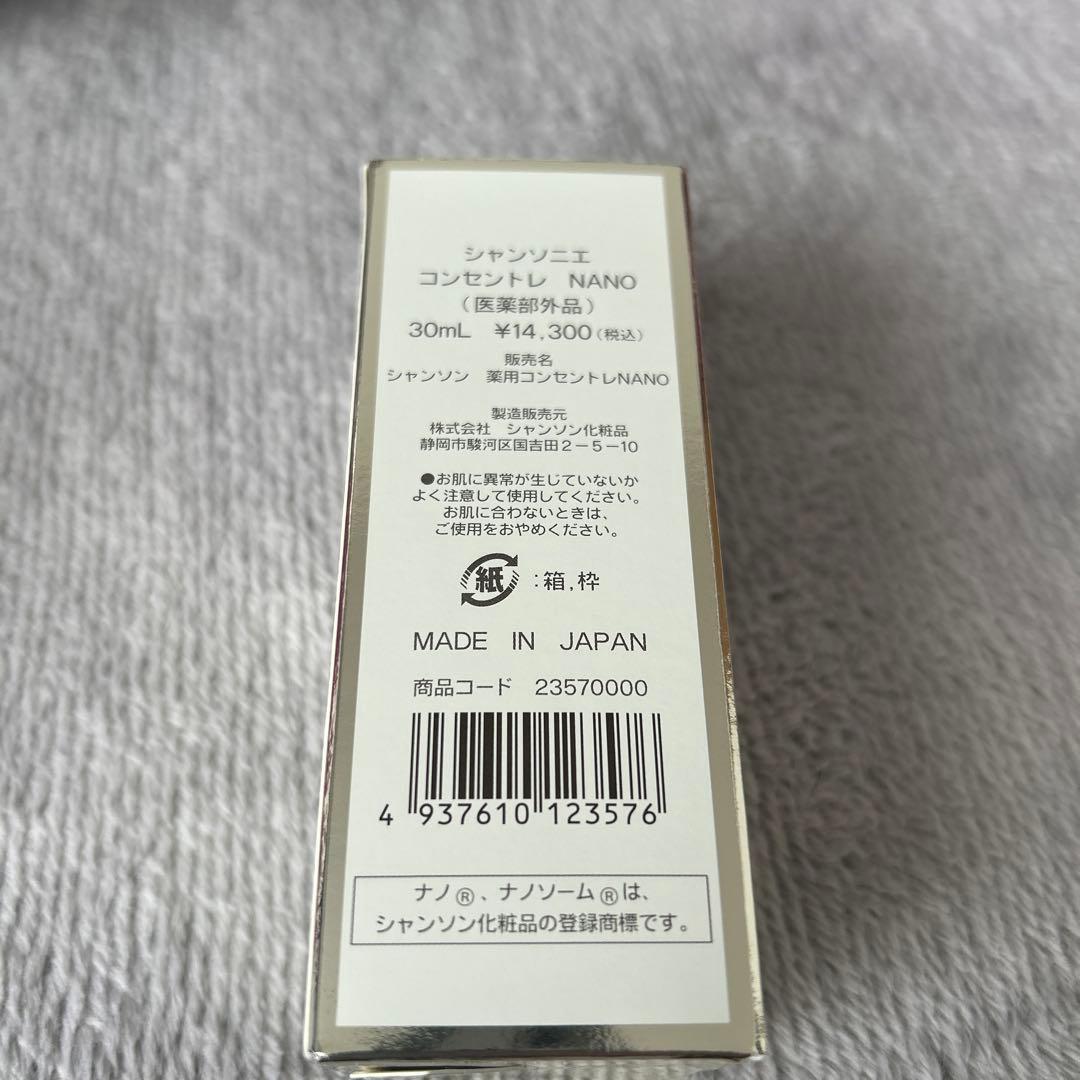 シャンソニエ
コンセントレ　NANO
（医薬部外品）
30mL　¥14,300(税込)
販売名
シャンソン　薬用コンセントレNANO
製造販売元
株式会社　シャンソン化粧品
静岡市駿河区国吉田2－5－10
●お肌に異常が生じていないか
よく注意して使用してください。
お肌に合わないときは、
ご使用をおやめください。
紙 :箱,枠
MADE IN JAPAN
商品コード　23570000
4 937610 123576
ナノ®、ナノソーム®は、
シャンソン化粧品の登録商標です。